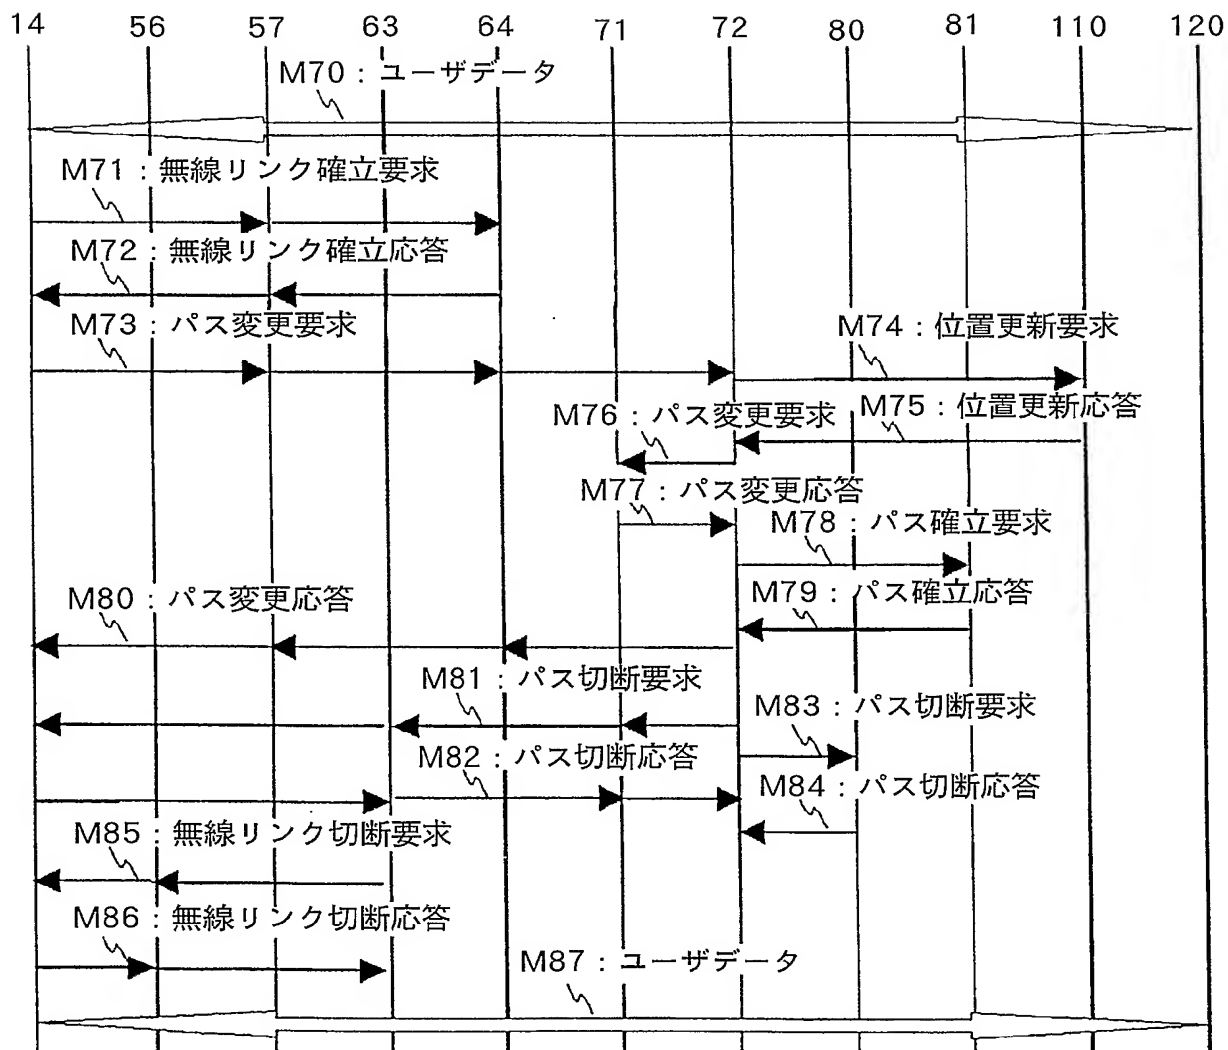 14 56 57 63 64 71 72 80 81 110 120
M70：ユーザデータ
M71：無線リンク確立要求
M72：無線リンク確立応答
M73：パス変更要求
M74：位置更新要求
M75：位置更新応答
M76：パス変更要求
M77：パス変更応答
M78：パス確立要求
M79：パス確立応答
M80：パス変更応答
M81：パス切断要求
M83：パス切断要求
M82：パス切断応答
M84：パス切断応答
M85：無線リンク切断要求
M86：無線リンク切断応答
M87：ユーザデータ